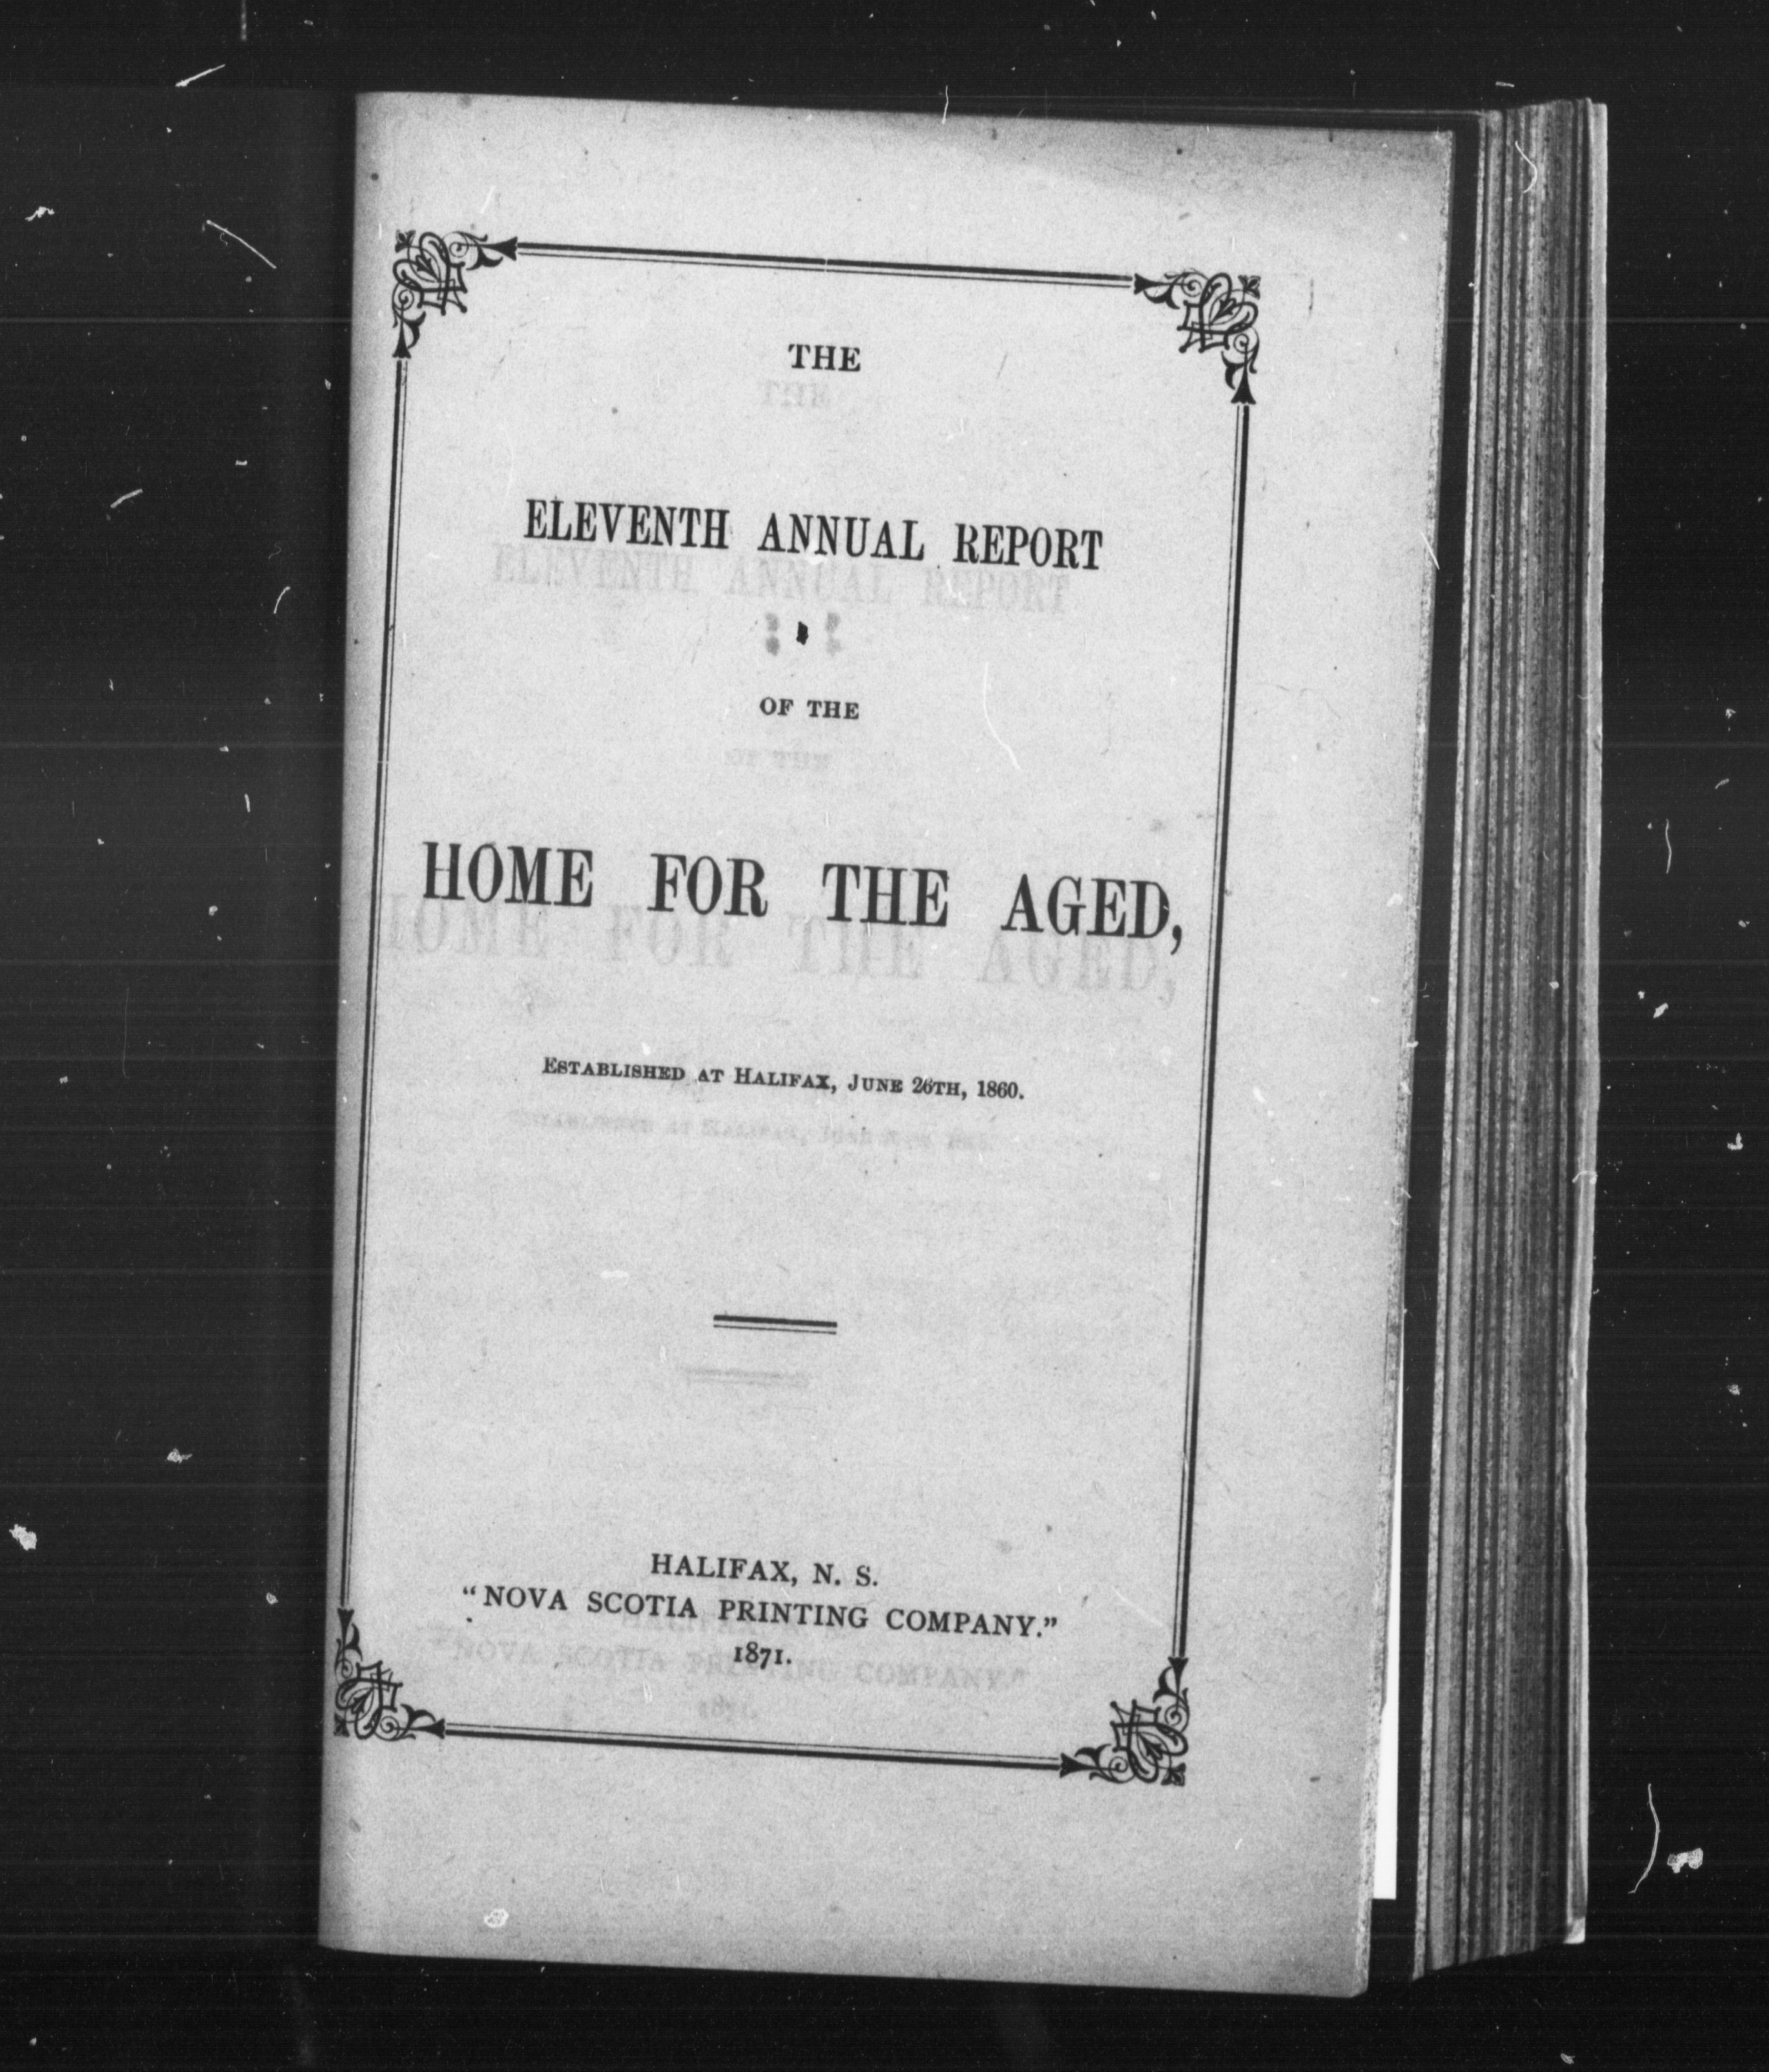 THE
ELEVENTH ANNUAL REPORT
OF THE
HOME FOR THE AGED,
ESTABLISHED AT HALIFAX, JUNE 26TH, 1860.
HALIFAX, N. S.
“NOVA SCOTIA PRINTING COMPANY.”
1871.